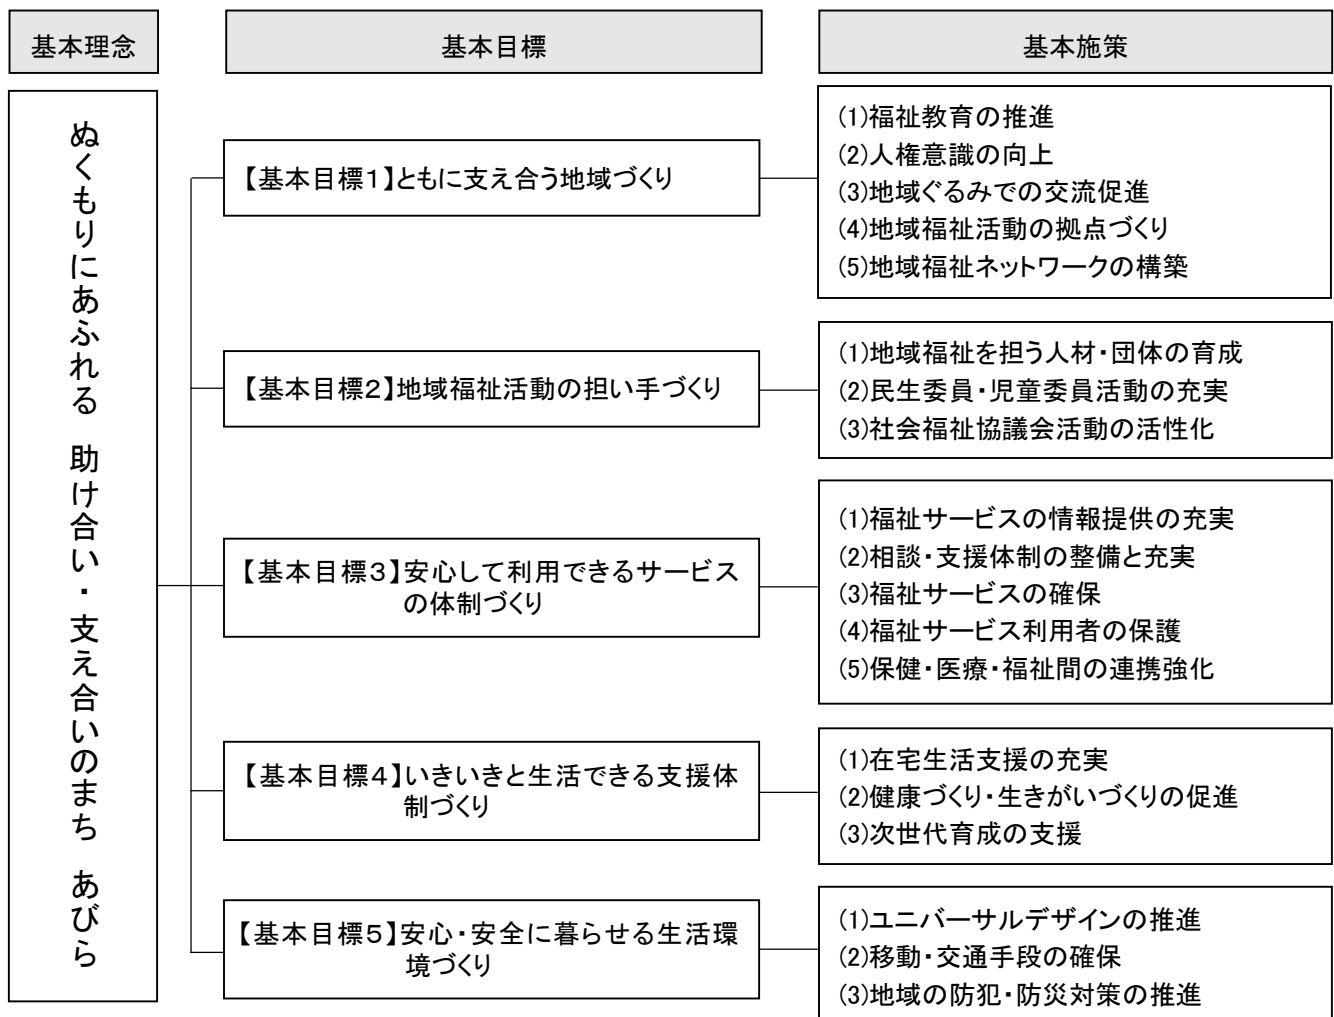 基本理念
基本目標
基本施策
ぬくもりにあふれる 助け合い・支え合いのまち あびら
【基本目標1】ともに支え合う地域づくり
(1)福祉教育の推進
(2)人権意識の向上
(3)地域ぐるみでの交流促進
(4)地域福祉活動の拠点づくり
(5)地域福祉ネットワークの構築
【基本目標2】地域福祉活動の担い手づくり
(1)地域福祉を担う人材・団体の育成
(2)民生委員・児童委員活動の充実
(3)社会福祉協議会活動の活性化
【基本目標3】安心して利用できるサービス
の体制づくり
(1)福祉サービスの情報提供の充実
(2)相談・支援体制の整備と充実
(3)福祉サービスの確保
(4)福祉サービス利用者の保護
(5)保健・医療・福祉間の連携強化
【基本目標4】いきいきと生活できる支援体
制づくり
(1)在宅生活支援の充実
(2)健康づくり・生きがいづくりの促進
(3)次世代育成の支援
【基本目標5】安心・安全に暮らせる生活環
境づくり
(1)ユニバーサルデザインの推進
(2)移動・交通手段の確保
(3)地域の防犯・防災対策の推進